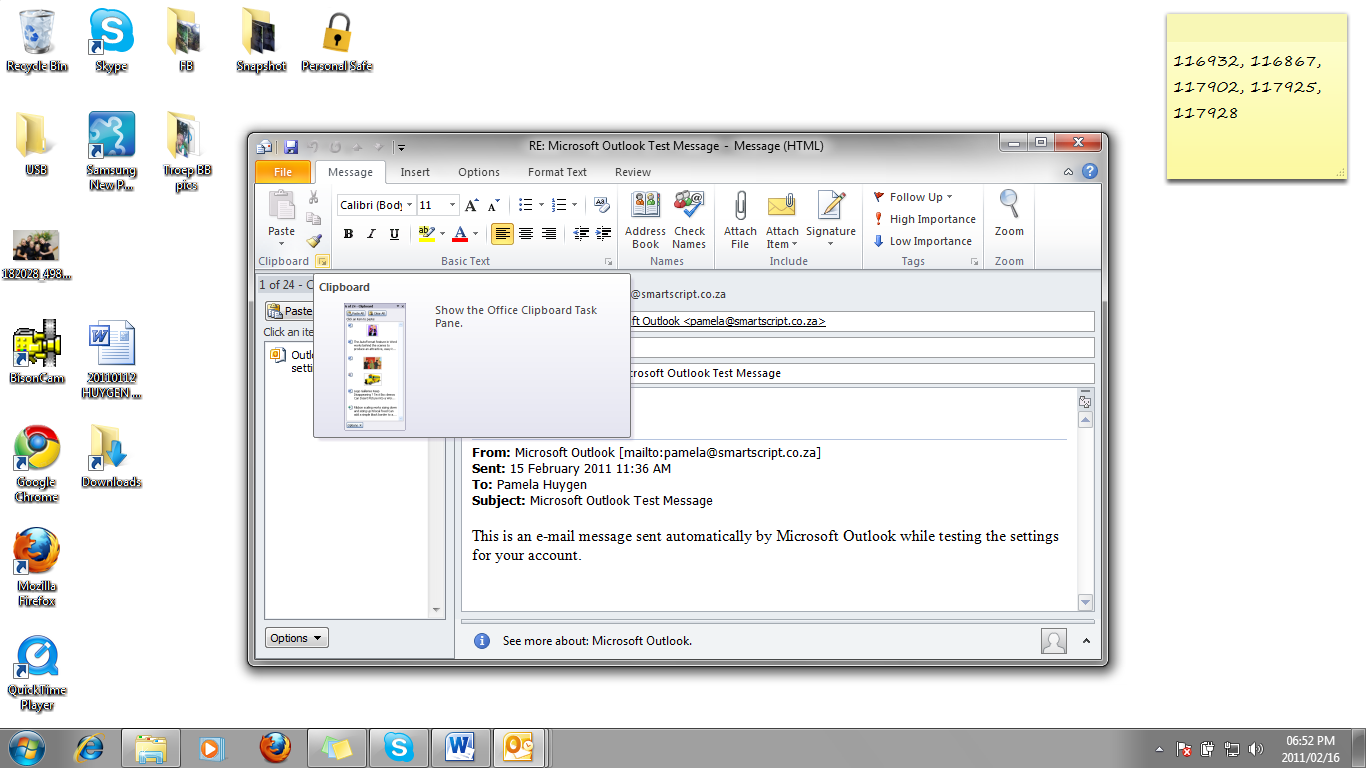 Recycle Bin
Skype
FB
Snapshot
Personal Safe
116932, 116867,
117902, 117925,
117928
USB
Samsung
New P...
Troep BB
pics
182028_498...
BisonCam
20110112
HUYGEN ...
Google
Chrome
Downloads
Mozilla
Firefox
QuickTime
Player
RE: Microsoft Outlook Test Message - Message (HTML)
File Message Insert Options Format Text Review
Paste
Clipboard
Calibri (Body 11
B I U
Basic Text
Address
Book
Check
Names
Names
Attach
File
Attach
Item
Signature
Include
Follow Up
High Importance
Low Importance
Tags
Zoom
Zoom
1 of 24 - C
Paste
Click an ite
Outl
setti
Options
Clipboard
Show the Office Clipboard Task
Pane.
@smartscript.co.za
ft Outlook <pamela@smartscript.co.za>
crosoft Outlook Test Message
From: Microsoft Outlook [mailto:pamela@smartscript.co.za]
Sent: 15 February 2011 11:36 AM
To: Pamela Huygen
Subject: Microsoft Outlook Test Message
This is an e-mail message sent automatically by Microsoft Outlook while testing the settings
for your account.
See more about: Microsoft Outlook.
06:52 PM
2011/02/16